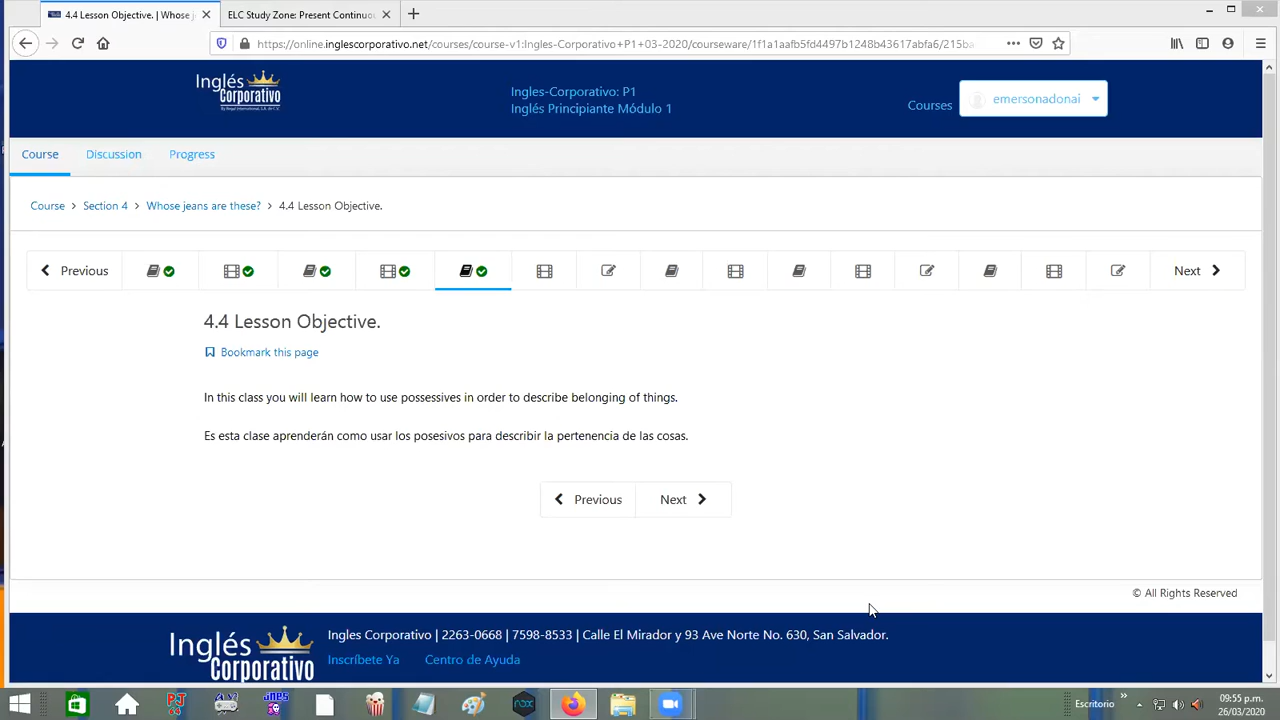 4.4 Lesson Objective. | Whose j
ELC Study Zone: Present Continuou
https://online.inglescorporativo.net/courses/course-v1:Ingles-Corporativo+P1+03-2020/courseware/1f1a1aafb5fd4497b1248b43617abfa6/215ba
Inglés
Corporativo
Ingles-Corporativo: P1
Inglés Principiante Módulo 1
Courses
emersonadonai
Course
Discussion
Progress
Course > Section 4 > Whose jeans are these? > 4.4 Lesson Objective.
Previous
Next
4.4 Lesson Objective.
Bookmark this page
In this class you will learn how to use possessives in order to describe belonging of things.
Es esta clase aprenderán como usar los posesivos para describir la pertenencia de las cosas.
Previous
Next
© All Rights Reserved
Inglés
Corporativo
Ingles Corporativo | 2263-0668 | 7598-8533 | Calle El Mirador y 93 Ave Norte No. 630, San Salvador.
Inscríbete Ya
Centro de Ayuda
Escritorio
09:55 p.m.
26/03/2020